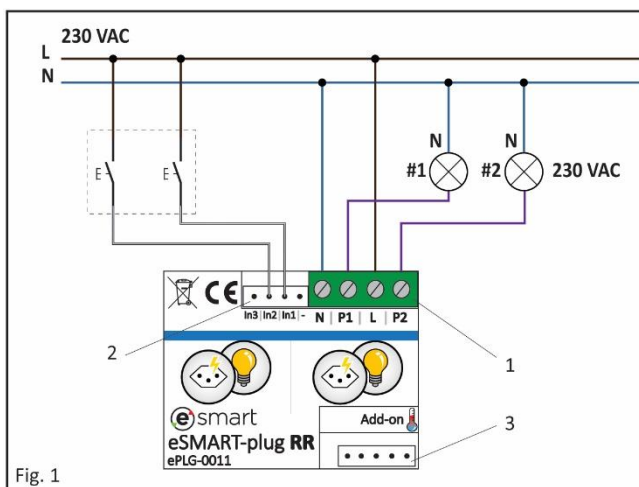 230 VAC
L
N
E
E
N
N
#1
#2
230 VAC
CE
In3 | In2 | In1 | -
N | P1 | L | P2
2
1
esmart
Add-on
eSMART-plug RR
ePLG-0011
3
Fig. 1